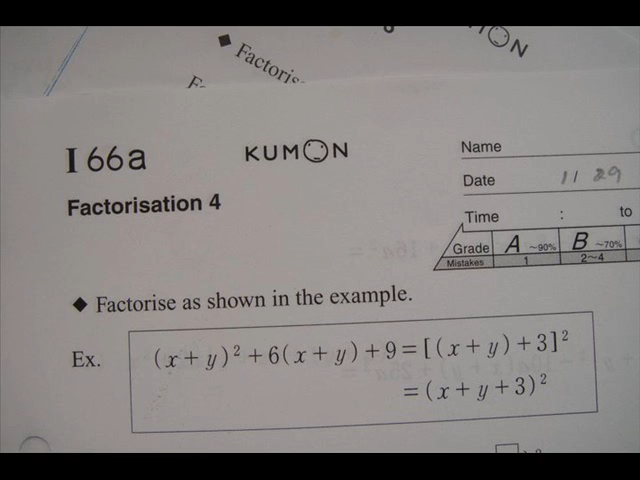 ◆ Factoris
I 66a
KUMON
Name
Date 11 29
Factorisation 4
Time : to
Grade A ~90% B ~70%
Mistakes 1 2~4
◆ Factorise as shown in the example.
Ex. (x+y)²+6(x+y)+9=[(x+y)+3]²
=(x+y+3)²